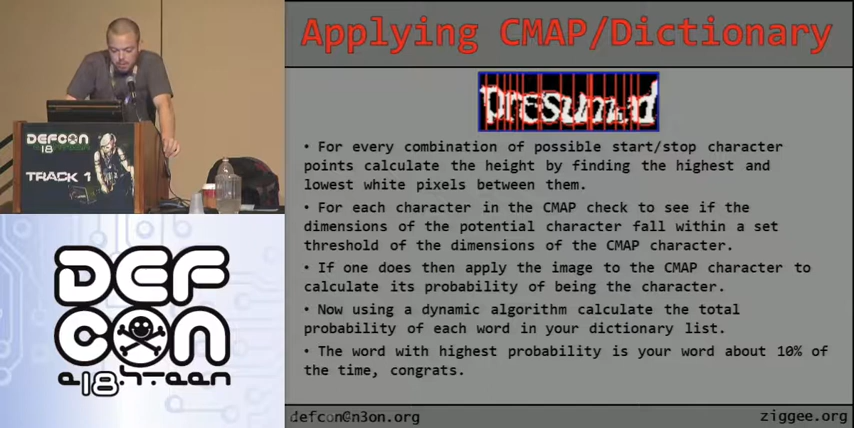 Applying CMAP/Dictionary
presumed
• For every combination of possible start/stop character
points calculate the height by finding the highest and
lowest white pixels between them.
• For each character in the CMAP check to see if the
dimensions of the potential character fall within a set
threshold of the dimensions of the CMAP character.
• If one does then apply the image to the CMAP character to
calculate its probability of being the character.
• Now using a dynamic algorithm calculate the total
probability of each word in your dictionary list.
• The word with highest probability is your word about 10% of
the time, congrats.
defcon@n3on.org
ziggee.org
DEFCON
18
TRACK 1
DEF
CON
e18hteen